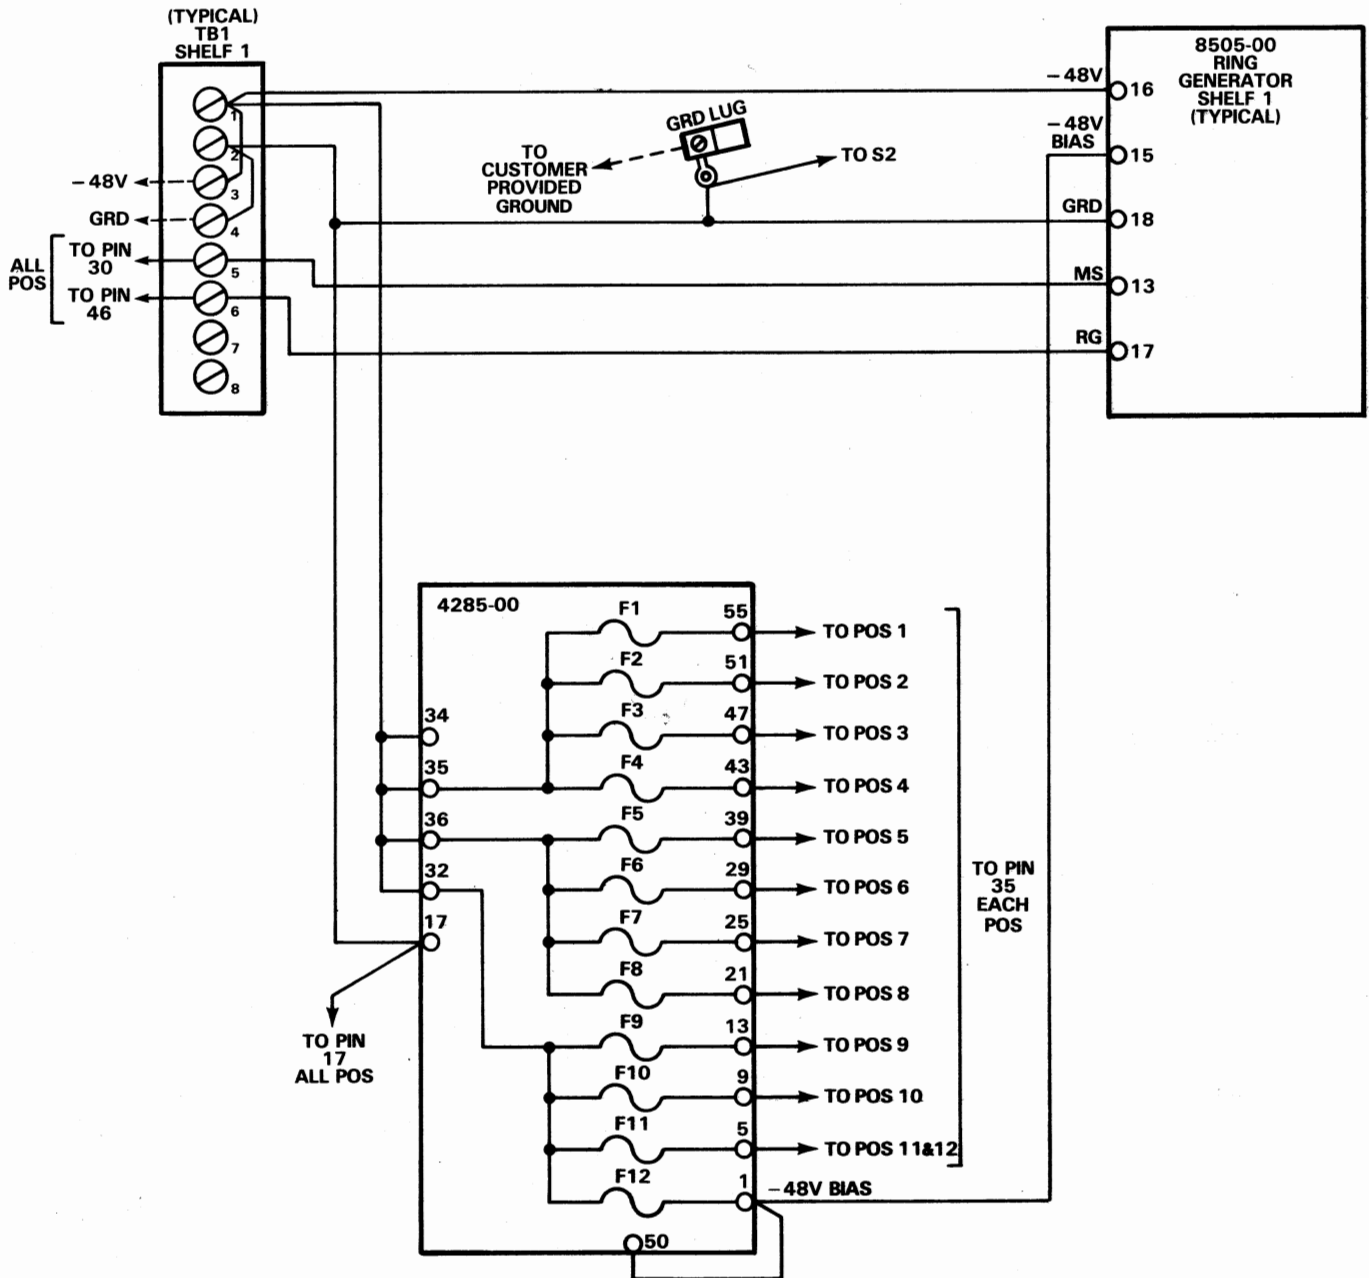 (TYPICAL)
TB1
SHELF 1
1
2
3
4
5
6
7
8
-48V
GRD
ALL
POS
TO PIN
30
TO PIN
46
GRD LUG
TO
CUSTOMER
PROVIDED
GROUND
TO S2
8505-00
RING
GENERATOR
SHELF 1
(TYPICAL)
-48V
16
-48V
BIAS
15
GRD
18
MS
13
RG
17
4285-00
F1
55
TO POS 1
F2
51
TO POS 2
F3
47
TO POS 3
34
F4
43
TO POS 4
35
F5
39
TO POS 5
36
F6
29
TO POS 6
32
F7
25
TO POS 7
17
F8
21
TO POS 8
F9
13
TO POS 9
F10
9
TO POS 10
F11
5
TO POS 11&12
F12
1
-48V BIAS
50
TO PIN
17
ALL POS
TO PIN
35
EACH
POS